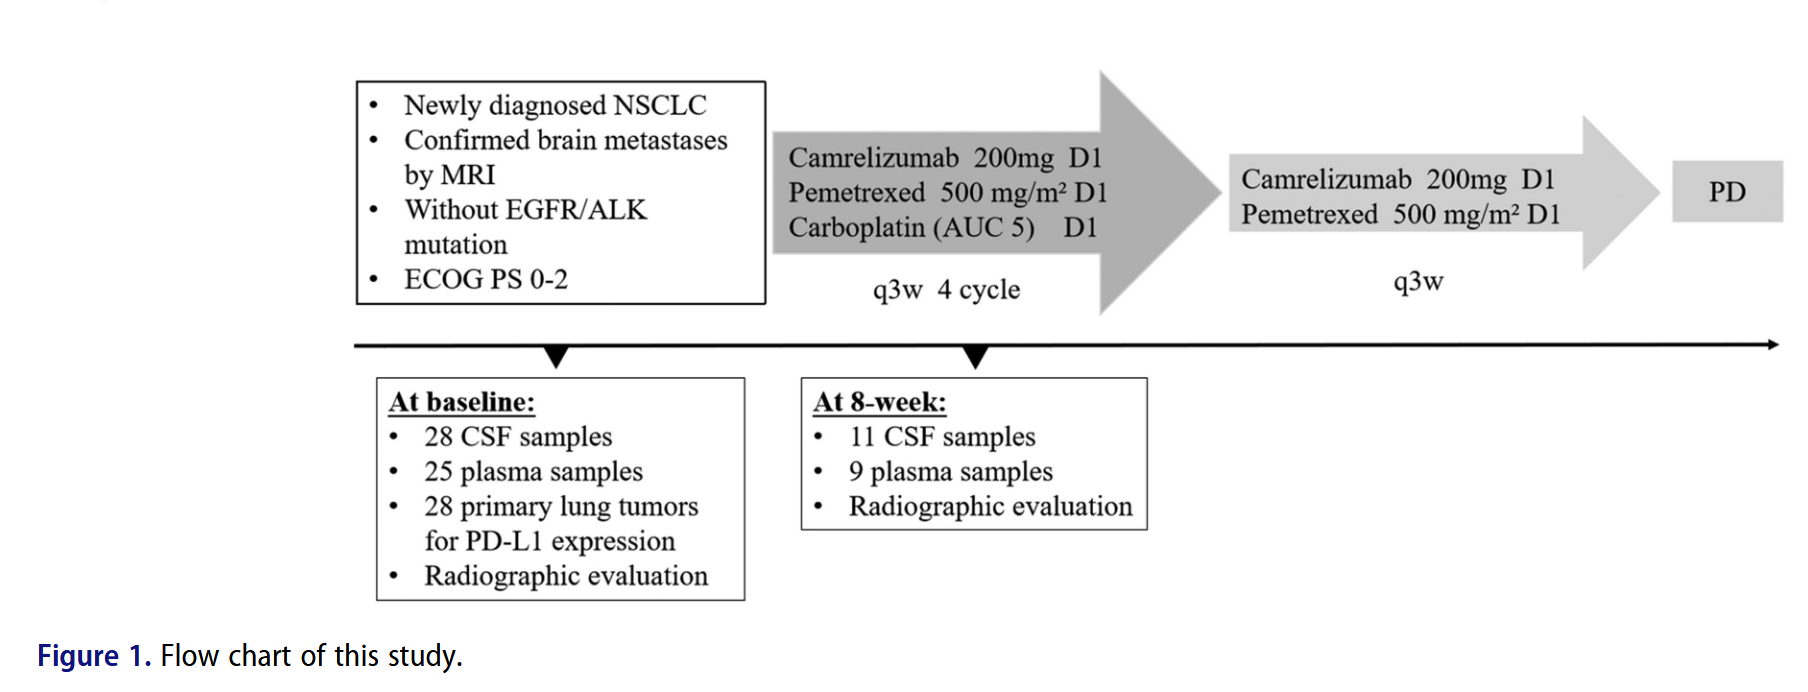 • Newly diagnosed NSCLC
• Confirmed brain metastases
by MRI
• Without EGFR/ALK
mutation
• ECOG PS 0-2
Camrelizumab 200mg D1
Pemetrexed 500 mg/m² D1
Carboplatin (AUC 5) D1
q3w 4 cycle
Camrelizumab 200mg D1
Pemetrexed 500 mg/m² D1
q3w
PD
At baseline:
• 28 CSF samples
• 25 plasma samples
• 28 primary lung tumors
for PD-L1 expression
• Radiographic evaluation
At 8-week:
• 11 CSF samples
• 9 plasma samples
• Radiographic evaluation
Figure 1. Flow chart of this study.